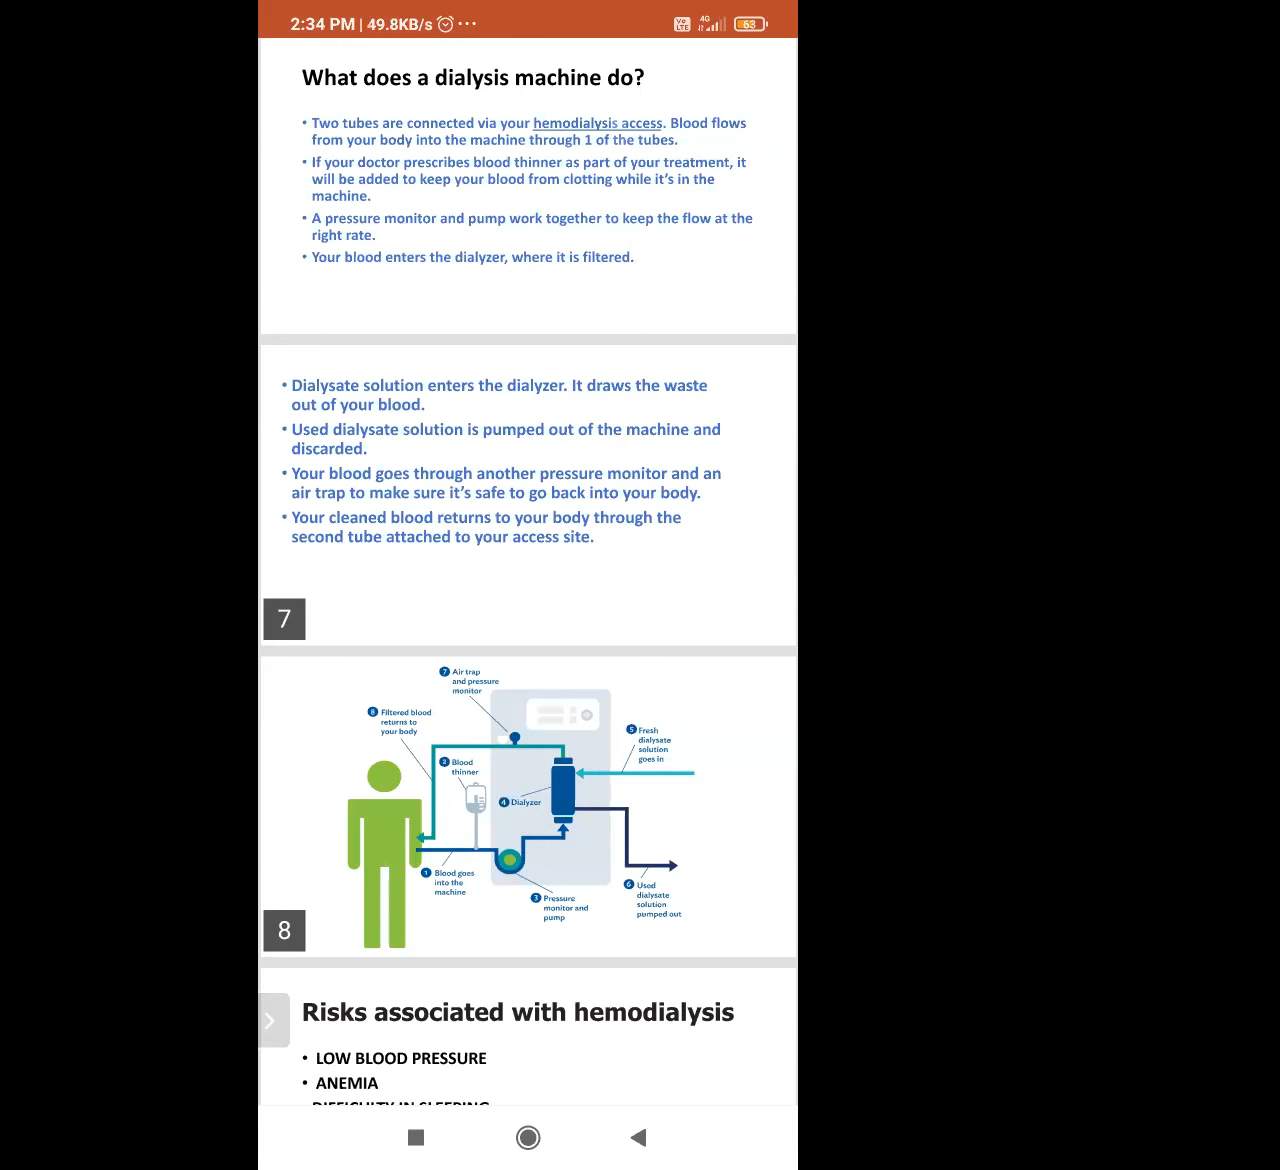 2:34 PM | 49.8KB/s ...
Vo LTE 4G 63
What does a dialysis machine do?
• Two tubes are connected via your hemodialysis access. Blood flows
from your body into the machine through 1 of the tubes.
• If your doctor prescribes blood thinner as part of your treatment, it
will be added to keep your blood from clotting while it's in the
machine.
• A pressure monitor and pump work together to keep the flow at the
right rate.
• Your blood enters the dialyzer, where it is filtered.
• Dialysate solution enters the dialyzer. It draws the waste
out of your blood.
• Used dialysate solution is pumped out of the machine and
discarded.
• Your blood goes through another pressure monitor and an
air trap to make sure it's safe to go back into your body.
• Your cleaned blood returns to your body through the
second tube attached to your access site.
7
7 Air trap
and pressure
monitor
8 Filtered blood
returns to
your body
5 Fresh
dialysate
solution
goes in
2 Blood
thinner
4 Dialyzer
1 Blood goes
into the
machine
3 Pressure
monitor and
pump
6 Used
dialysate
solution
pumped out
8
Risks associated with hemodialysis
• LOW BLOOD PRESSURE
• ANEMIA
DIFFICULTY IN SLEEPING